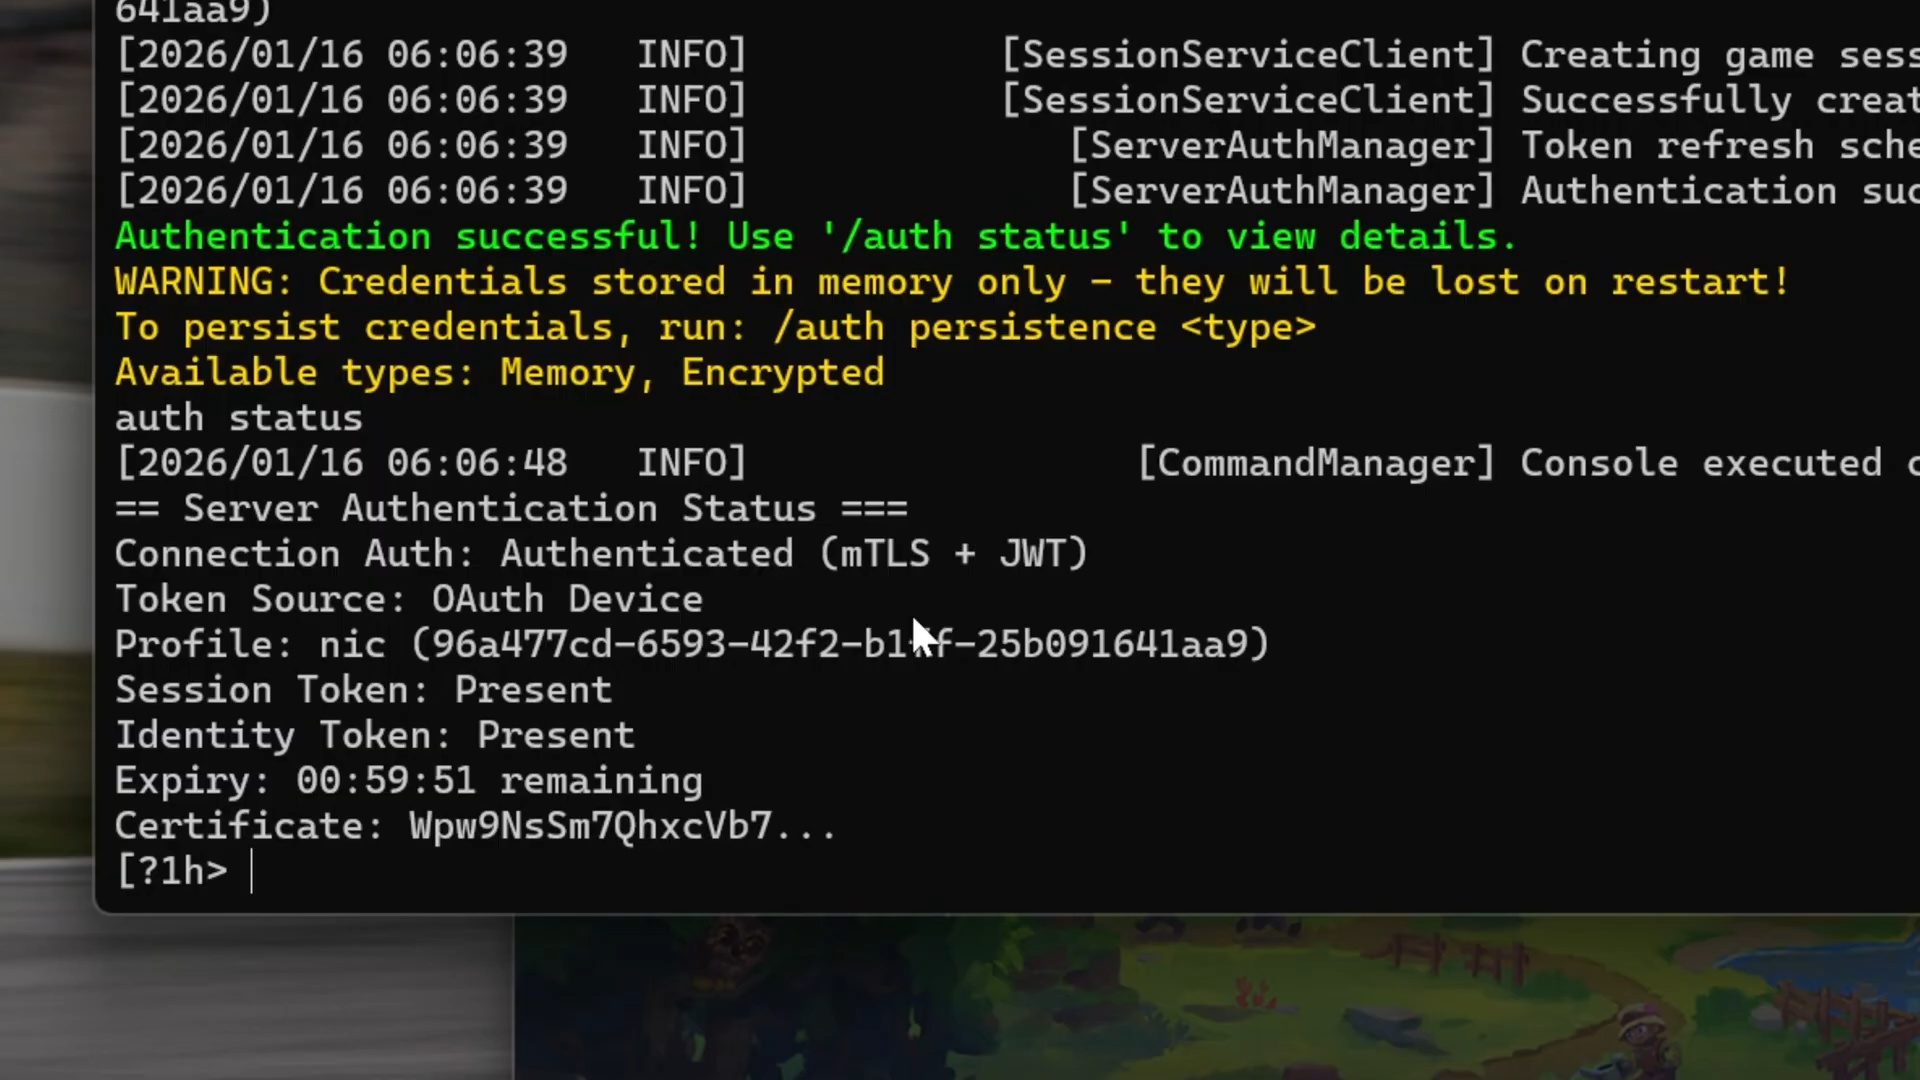 641aa9)
[2026/01/16 06:06:39   INFO]   [SessionServiceClient] Creating game sess
[2026/01/16 06:06:39   INFO]   [SessionServiceClient] Successfully creat
[2026/01/16 06:06:39   INFO]   [ServerAuthManager] Token refresh sche
[2026/01/16 06:06:39   INFO]   [ServerAuthManager] Authentication suc
Authentication successful! Use '/auth status' to view details.
WARNING: Credentials stored in memory only - they will be lost on restart!
To persist credentials, run: /auth persistence <type>
Available types: Memory, Encrypted
auth status
[2026/01/16 06:06:48   INFO]   [CommandManager] Console executed c
== Server Authentication Status ===
Connection Auth: Authenticated (mTLS + JWT)
Token Source: OAuth Device
Profile: nic
Session Token: Present
Identity Token: Present
Expiry: 00:59:51 remaining
Certificate: Wpw9NsSm7QhxcVb7...
[?1h>